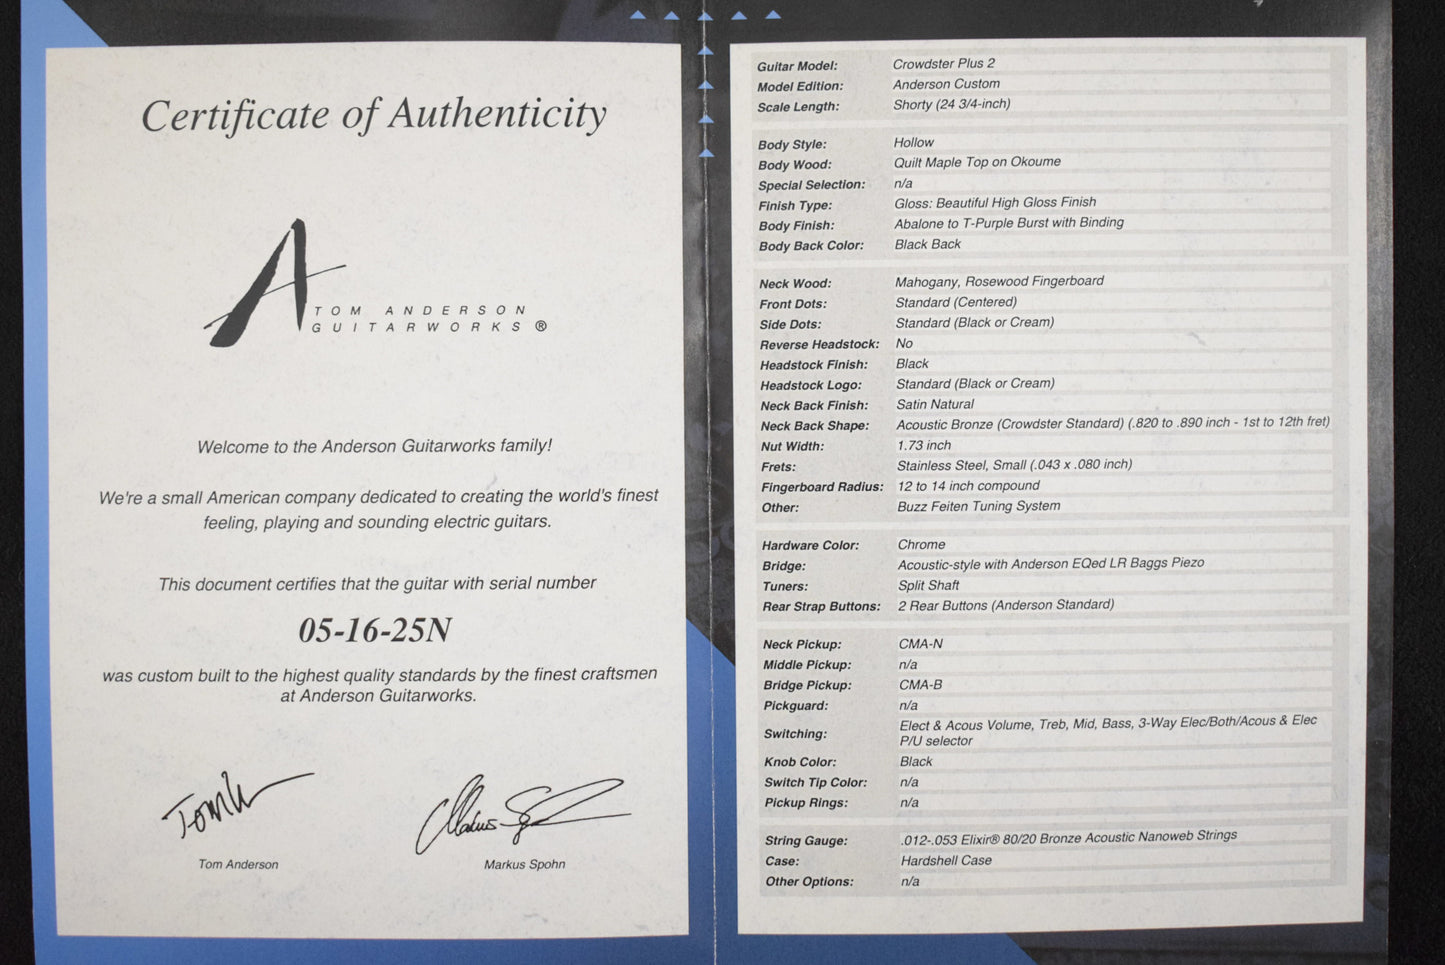 Certificate of Authenticity
TOM ANDERSON
GUITARWORKS ®
Welcome to the Anderson Guitarworks family!
We're a small American company dedicated to creating the world's finest
feeling, playing and sounding electric guitars.
This document certifies that the guitar with serial number
05-16-25N
was custom built to the highest quality standards by the finest craftsmen
at Anderson Guitarworks.
Tom Anderson
Markus Spohn
Guitar Model: Crowdster Plus 2
Model Edition: Anderson Custom
Scale Length: Shorty (24 3/4-inch)
Body Style: Hollow
Body Wood: Quilt Maple Top on Okoume
Special Selection: n/a
Finish Type: Gloss: Beautiful High Gloss Finish
Body Finish: Abalone to T-Purple Burst with Binding
Body Back Color: Black Back
Neck Wood: Mahogany, Rosewood Fingerboard
Front Dots: Standard (Centered)
Side Dots: Standard (Black or Cream)
Reverse Headstock: No
Headstock Finish: Black
Headstock Logo: Standard (Black or Cream)
Neck Back Finish: Satin Natural
Neck Back Shape: Acoustic Bronze (Crowdster Standard) (.820 to .890 inch - 1st to 12th fret)
Nut Width: 1.73 inch
Frets: Stainless Steel, Small (.043 x .080 inch)
Fingerboard Radius: 12 to 14 inch compound
Other: Buzz Feiten Tuning System
Hardware Color: Chrome
Bridge: Acoustic-style with Anderson EQed LR Baggs Piezo
Tuners: Split Shaft
Rear Strap Buttons: 2 Rear Buttons (Anderson Standard)
Neck Pickup: CMA-N
Middle Pickup: n/a
Bridge Pickup: CMA-B
Pickguard: n/a
Switching: Elect & Acous Volume, Treb, Mid, Bass, 3-Way Elec/Both/Acous & Elec
P/U selector
Knob Color: Black
Switch Tip Color: n/a
Pickup Rings: n/a
String Gauge: .012-.053 Elixir® 80/20 Bronze Acoustic Nanoweb Strings
Case: Hardshell Case
Other Options: n/a